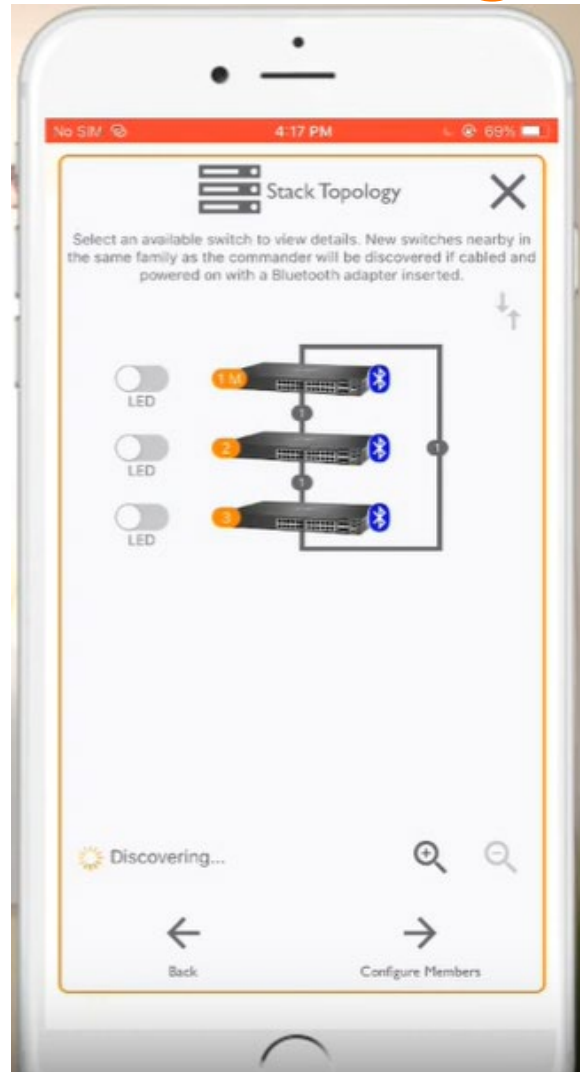 No SIM
4:17 PM
69%
Stack Topology
Select an available switch to view details. New switches nearby in
the same family as the commander will be discovered if cabled and
powered on with a Bluetooth adapter inserted.
1 M
LED
1
2
1
LED
1
3
LED
Discovering...
Back
Configure Members